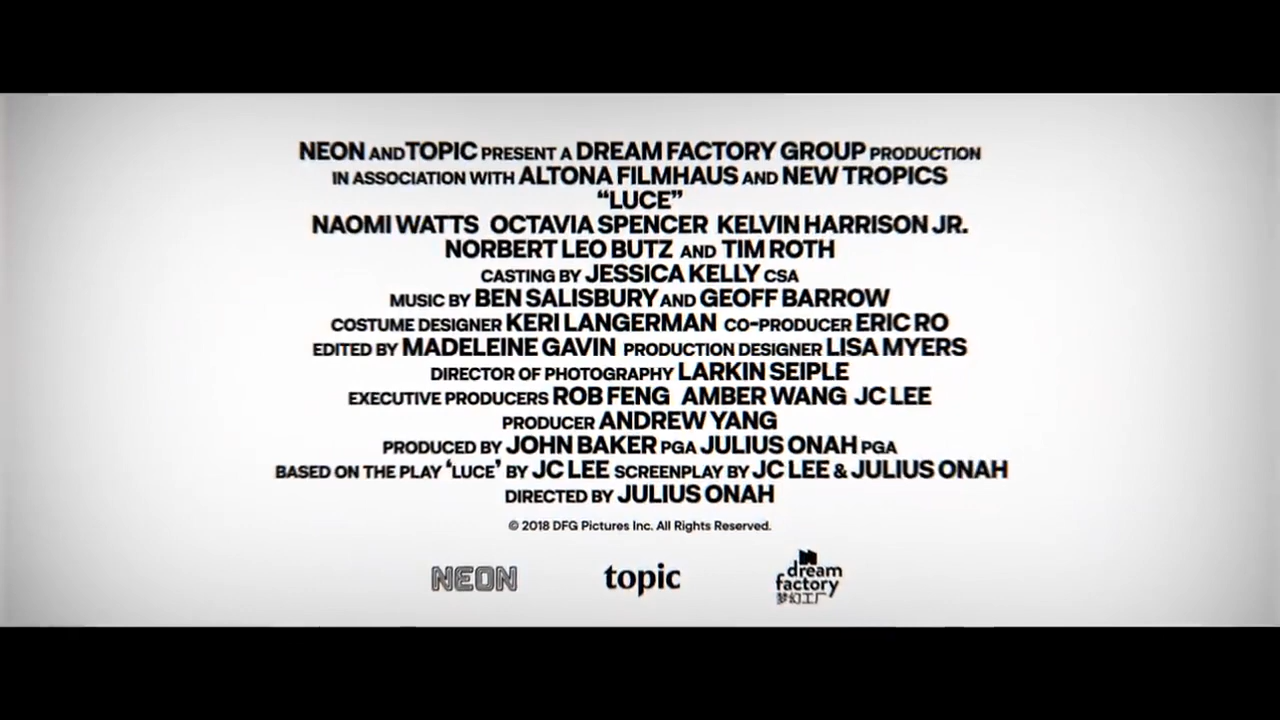 NEON AND TOPIC PRESENT A DREAM FACTORY GROUP PRODUCTION
IN ASSOCIATION WITH ALTONA FILMHAUS AND NEW TROPICS
“LUCE”
NAOMI WATTS OCTAVIA SPENCER KELVIN HARRISON JR.
NORBERT LEO BUTZ AND TIM ROTH
CASTING BY JESSICA KELLY CSA
MUSIC BY BEN SALISBURY AND GEOFF BARROW
COSTUME DESIGNER KERI LANGERMAN CO-PRODUCER ERIC RO
EDITED BY MADELEINE GAVIN PRODUCTION DESIGNER LISA MYERS
DIRECTOR OF PHOTOGRAPHY LARKIN SEIPLE
EXECUTIVE PRODUCERS ROB FENG AMBER WANG JC LEE
PRODUCER ANDREW YANG
PRODUCED BY JOHN BAKER PGA JULIUS ONAH PGA
BASED ON THE PLAY ‘LUCE’ BY JC LEE SCREENPLAY BY JC LEE & JULIUS ONAH
DIRECTED BY JULIUS ONAH
© 2018 DFG Pictures Inc. All Rights Reserved.
NEON
topic
dream
factory
梦幻工厂